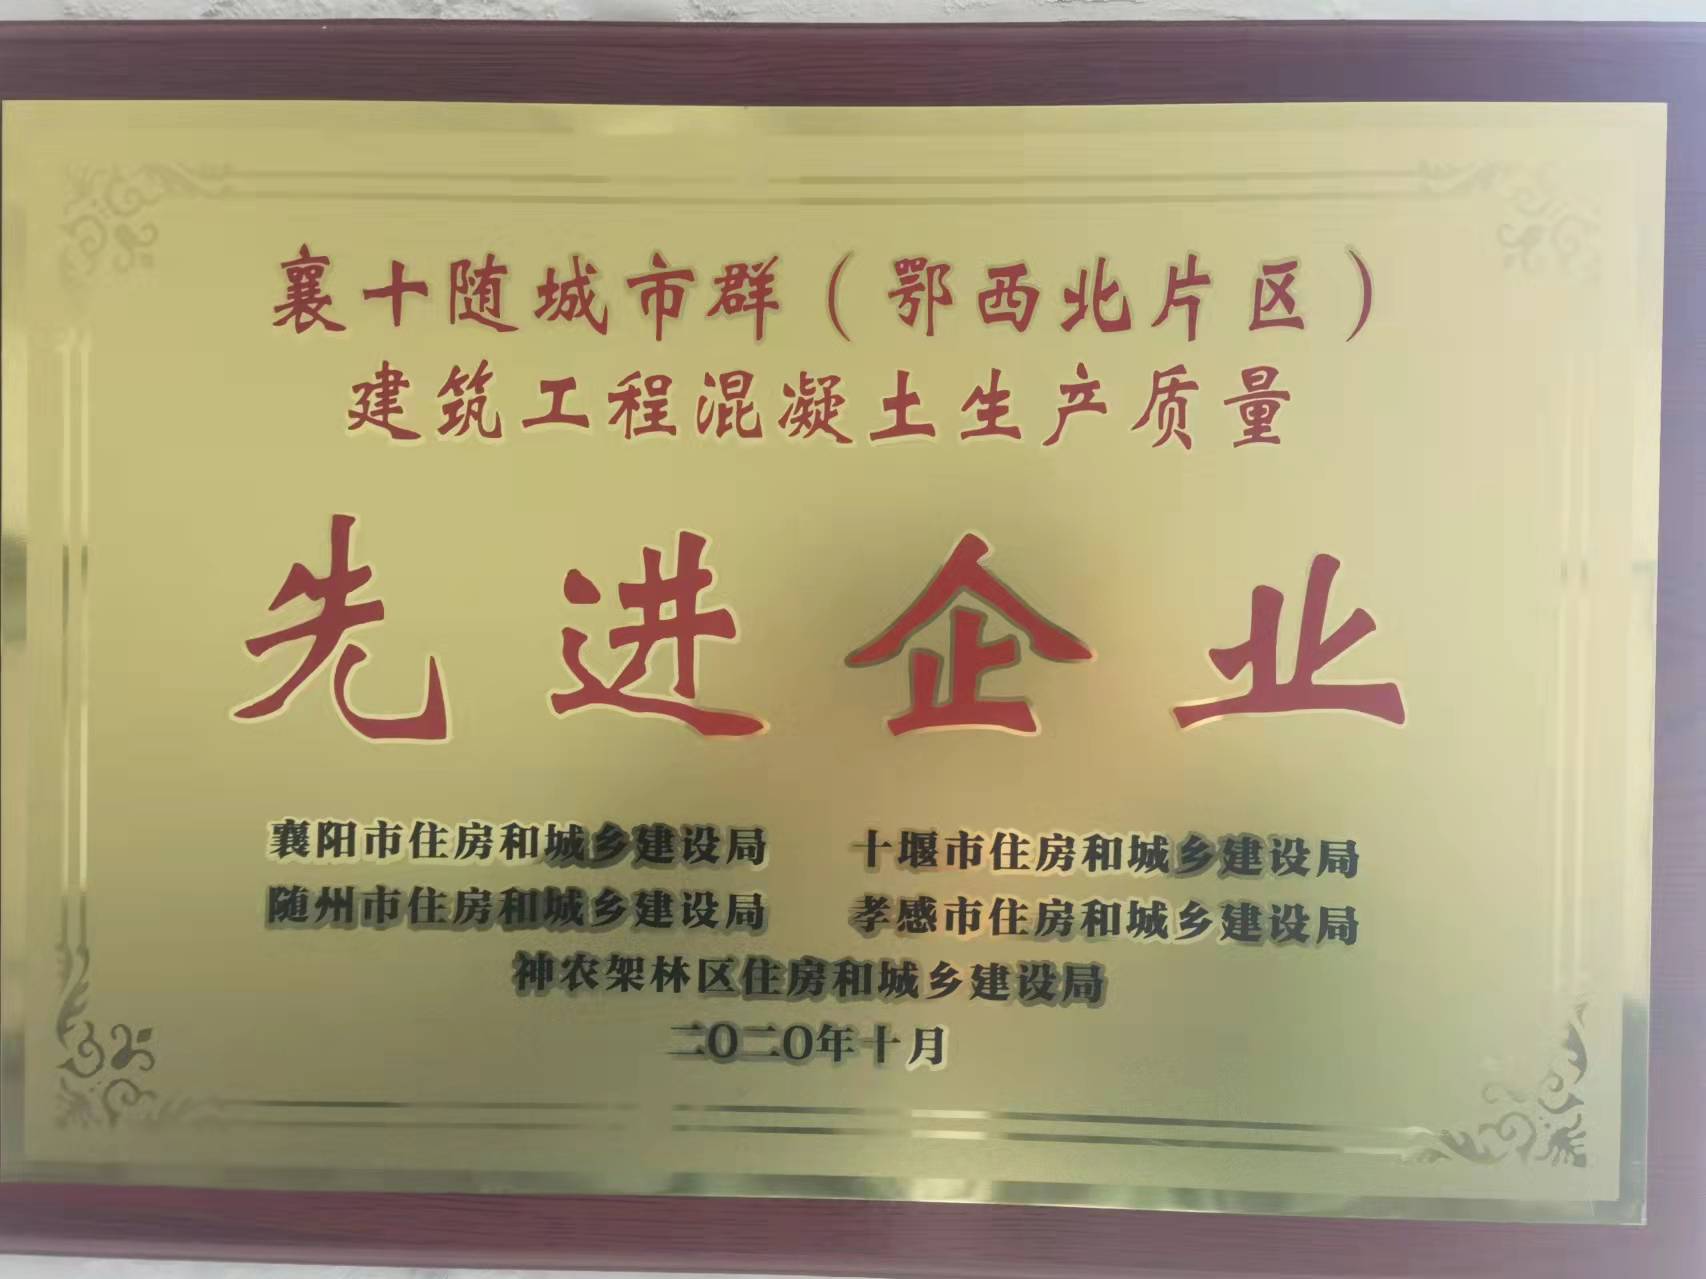 襄十随城市群（鄂西北片区）
建筑工程混凝土生产质量
先进企业
襄阳市住房和城乡建设局 十堰市住房和城乡建设局
随州市住房和城乡建设局 孝感市住房和城乡建设局
神农架林区住房和城乡建设局
二〇二〇年十月